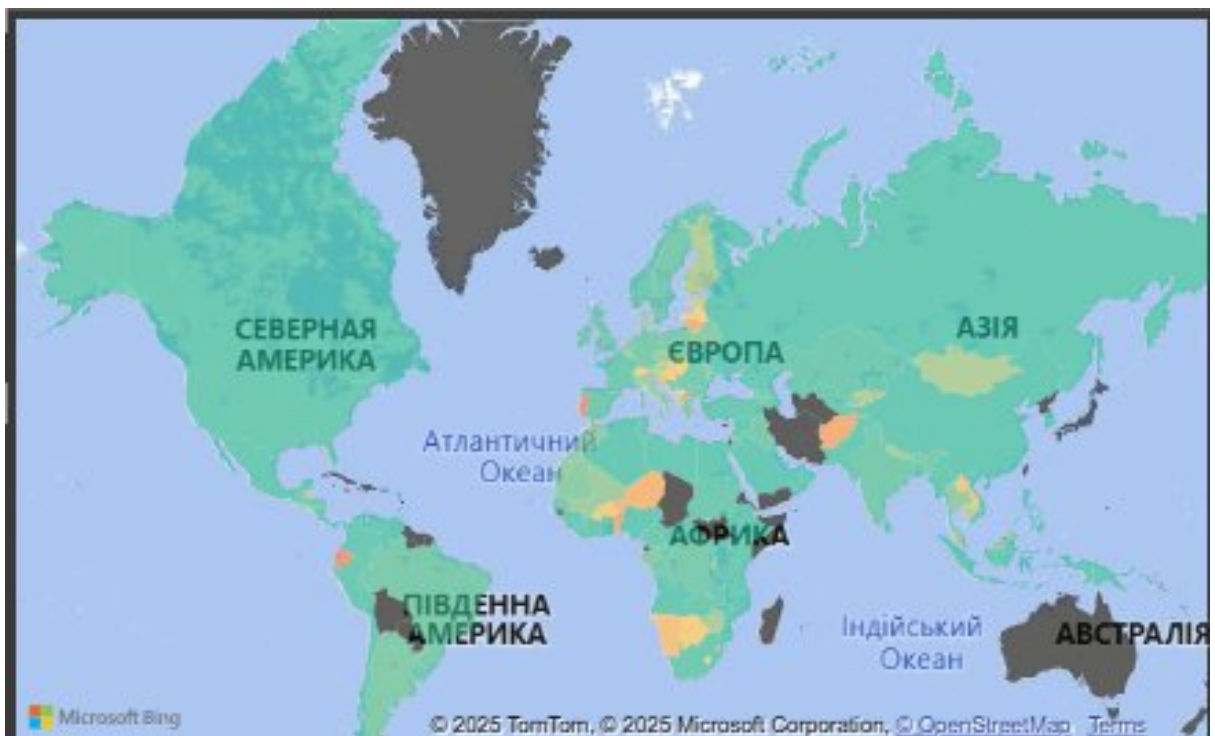 СЕВЕРНАЯ
АМЕРИКА
АЗІЯ
ЄВРОПА
Атлантичний
Океан
АФРИКА
ПІВДЕННА
АМЕРИКА
Індійський
Океан
АВСТРАЛІЯ
Microsoft Bing
© 2025 TomTom, © 2025 Microsoft Corporation, © OpenStreetMap Terms